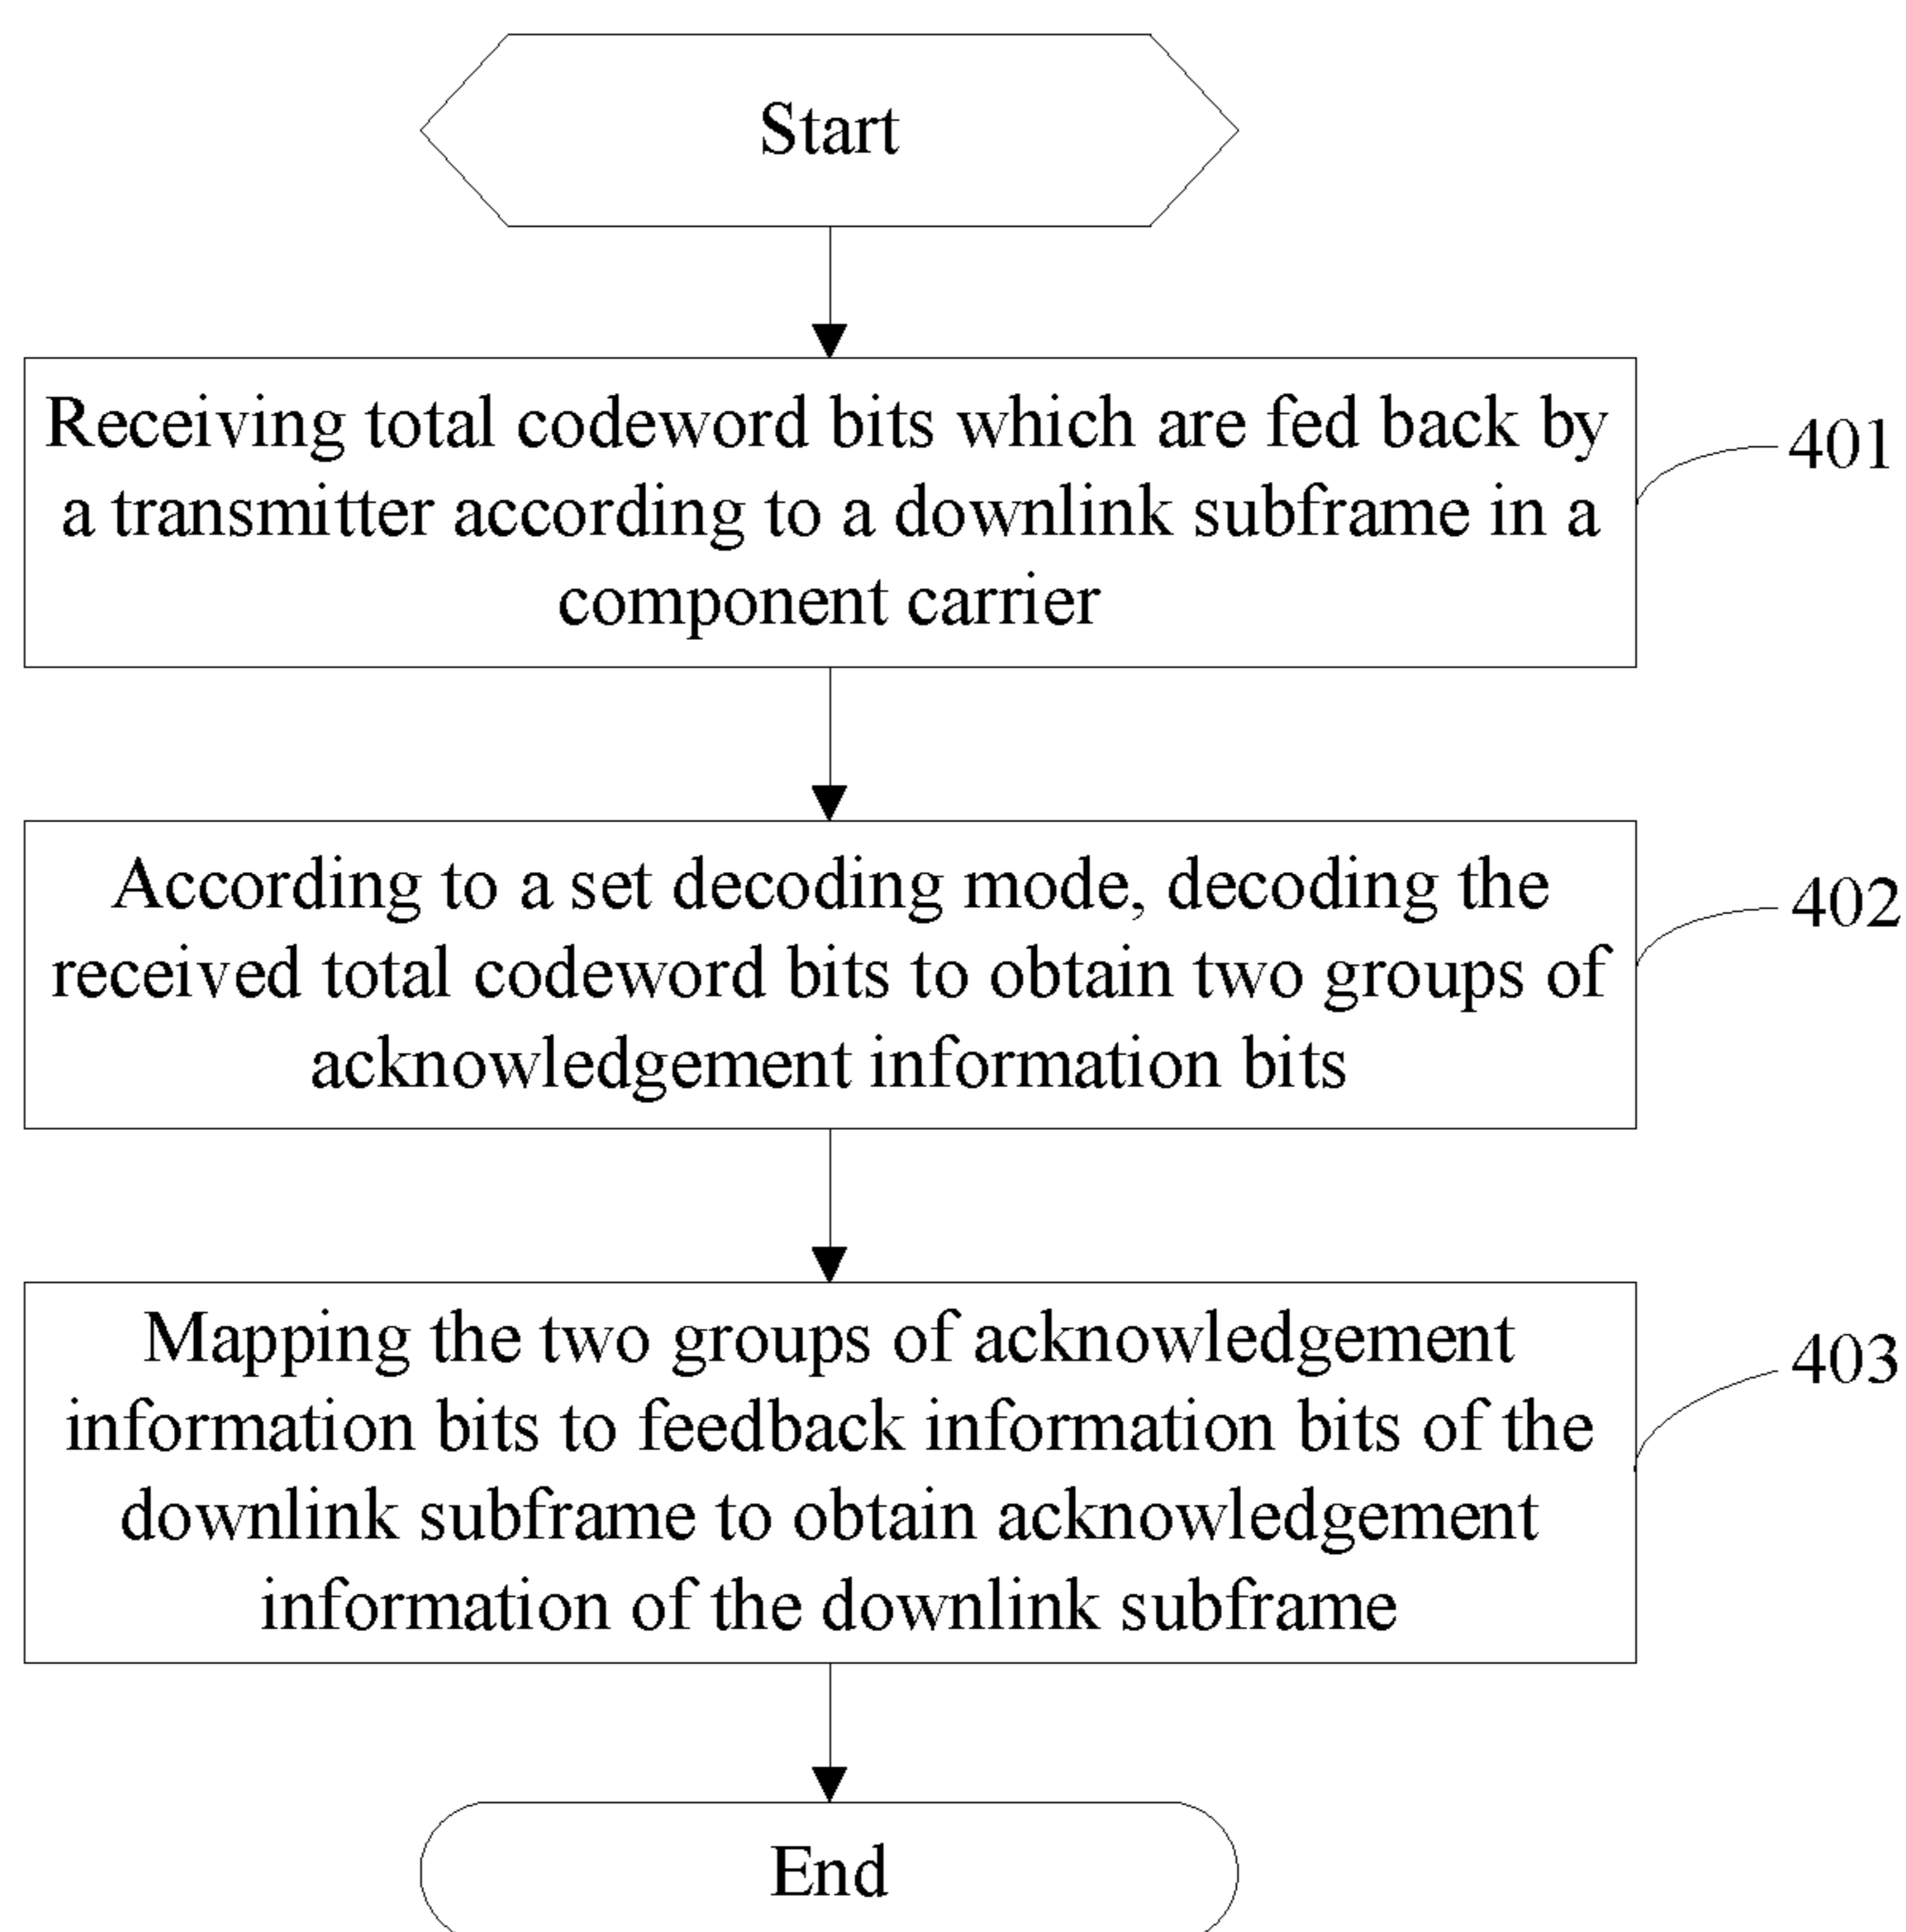 Start
Receiving total codeword bits which are fed back by
a transmitter according to a downlink subframe in a
component carrier
401
According to a set decoding mode, decoding the
received total codeword bits to obtain two groups of
acknowledgement information bits
402
Mapping the two groups of acknowledgement
information bits to feedback information bits of the
downlink subframe to obtain acknowledgement
information of the downlink subframe
403
End